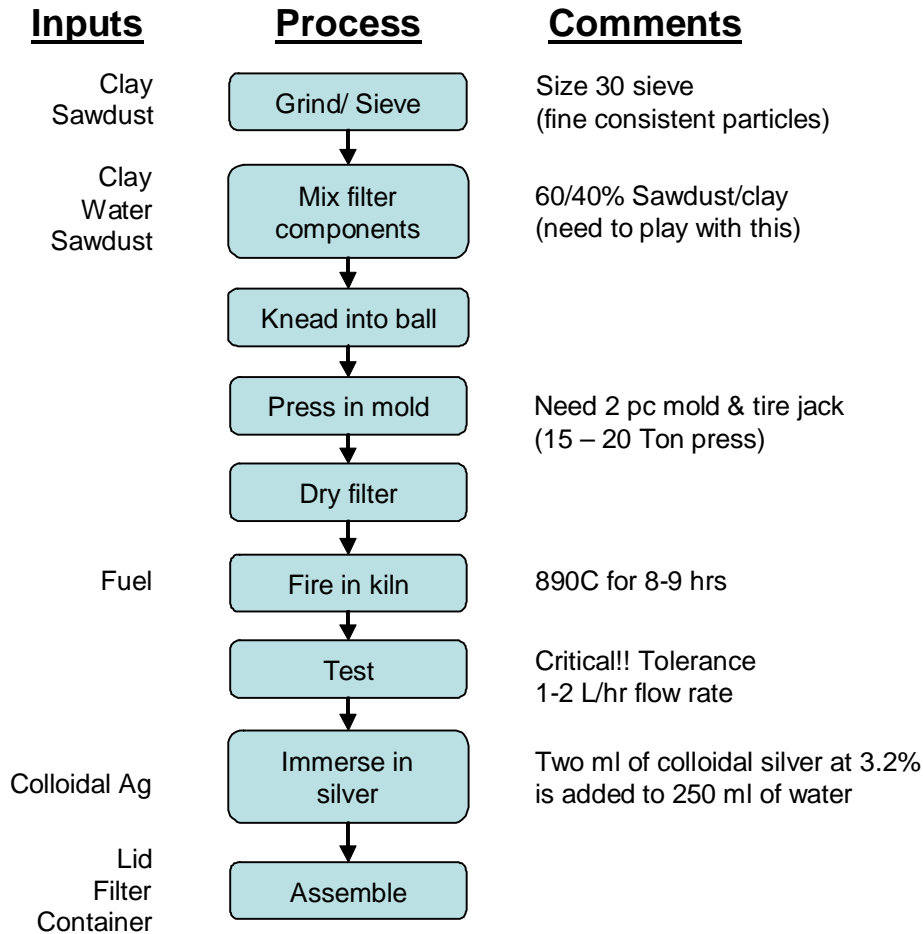 Inputs Process Comments
Clay
Sawdust
Grind/ Sieve
Size 30 sieve
(fine consistent particles)
Clay
Water
Sawdust
Mix filter
components
60/40% Sawdust/clay
(need to play with this)
Knead into ball
Press in mold
Need 2 pc mold & tire jack
(15 – 20 Ton press)
Dry filter
Fuel
Fire in kiln
890C for 8-9 hrs
Test
Critical!! Tolerance
1-2 L/hr flow rate
Colloidal Ag
Immerse in
silver
Two ml of colloidal silver at 3.2%
is added to 250 ml of water
Lid
Filter
Container
Assemble